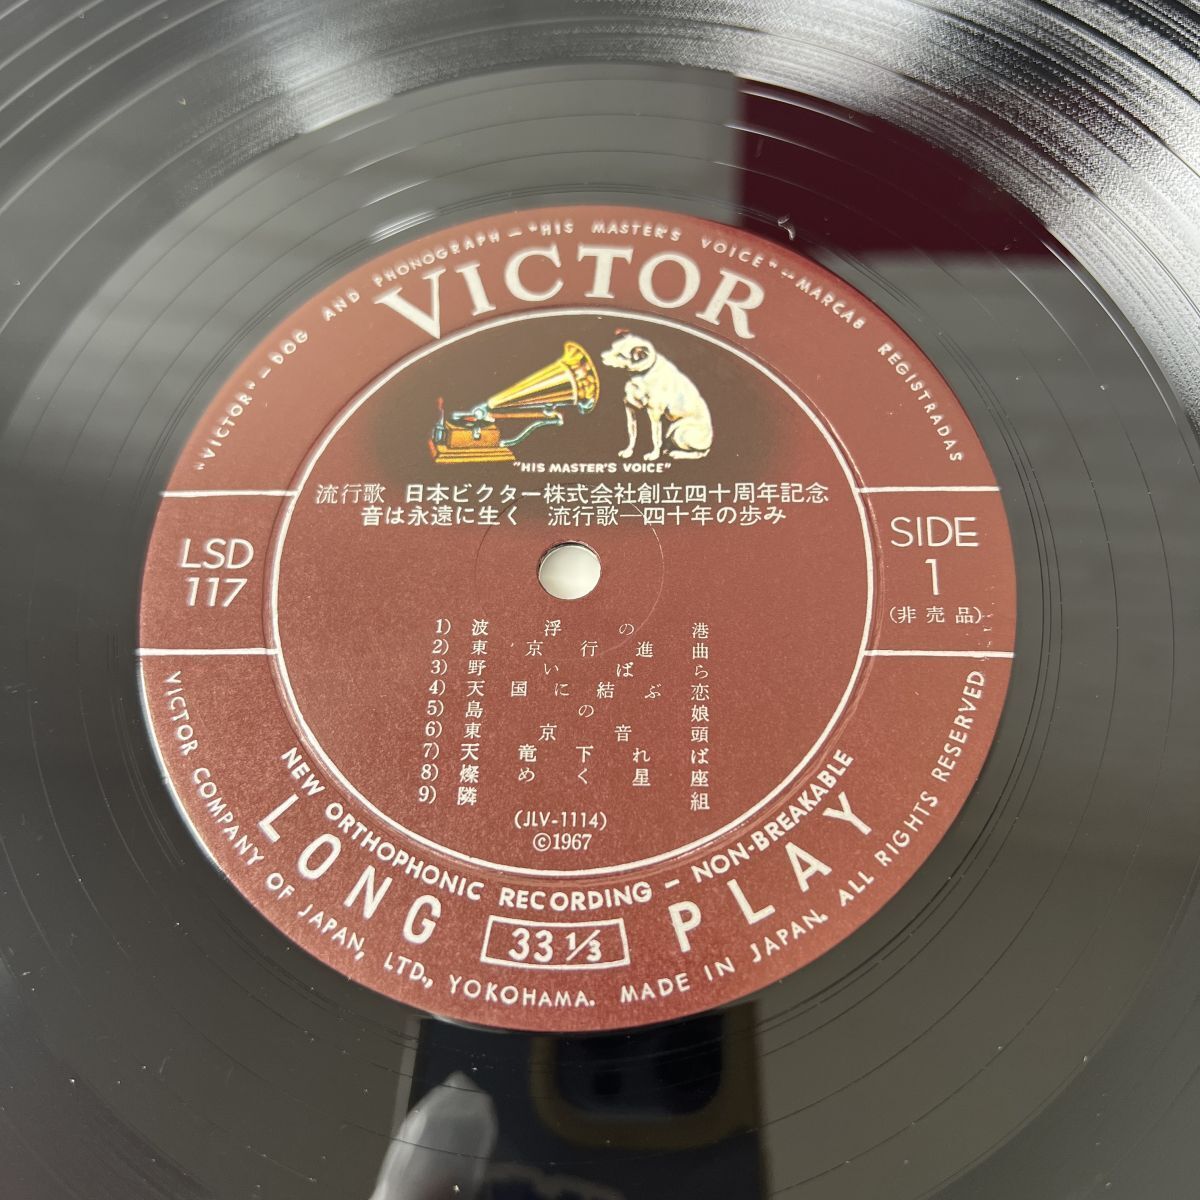 "VICTOR" – DOG AND PHONOGRAPH – "HIS MASTER'S VOICE" – MARCAS REGISTRADAS
VICTOR
"HIS MASTER'S VOICE"
流行歌 日本ビクター株式会社創立四十周年記念
音は永遠に生く 流行歌―四十年の歩み
LSD
117
SIDE
1
(非売品)
1) 波浮の港
2) 東京行進曲
3) 野いばら
4) 天国に結ぶ恋
5) 島の娘
6) 東京音頭
7) 天竜下れば
8) 燦めく星座
9) 隣組
(JLV-1114)
©1967
NEW ORTHOPHONIC RECORDING – NON-BREAKABLE
LONG 33 1/3 PLAY
VICTOR COMPANY OF JAPAN, LTD., YOKOHAMA. MADE IN JAPAN. ALL RIGHTS RESERVED